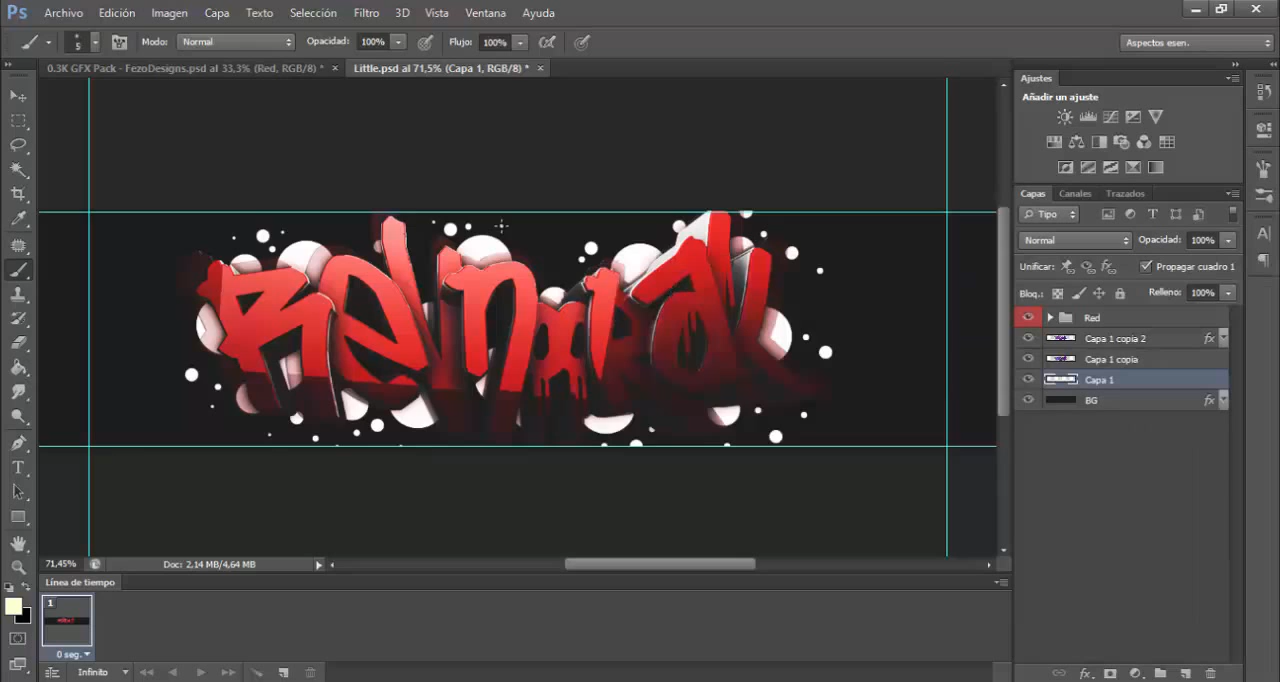 Ps Archivo Edición Imagen Capa Texto Selección Filtro 3D Vista Ventana Ayuda
5 Modo: Normal Opacidad: 100% Flujo: 100% Aspectos esen.
0.3K GFX Pack - FezoDesigns.psd al 33,3% (Red, RGB/8) * × Little.psd al 71,5% (Capa 1, RGB/8) * ×
Ajustes
Añadir un ajuste
Capas Canales Trazados
Tipo
Normal Opacidad: 100%
Unificar: Propagar cuadro 1
Bloq.: Relleno: 100%
Red
Capa 1 copia 2 fx
Capa 1 copia
Capa 1
BG fx
71,45% Doc: 2,14 MB/4,64 MB
Línea de tiempo
1
0 seg.
Infinito